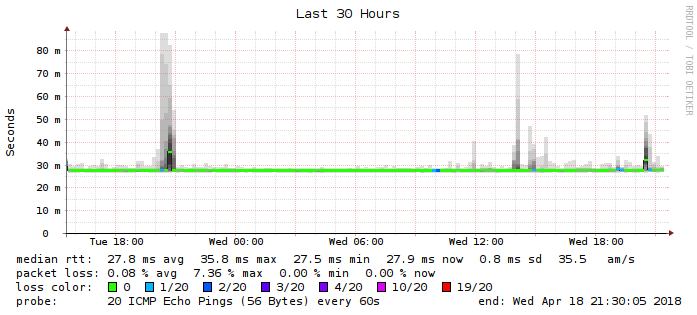 Last 30 Hours
RRDTOOL / TOBI OETIKER
Seconds
80 m
70 m
60 m
50 m
40 m
30 m
20 m
10 m
0
Tue 18:00 Wed 00:00 Wed 06:00 Wed 12:00 Wed 18:00
median rtt: 27.8 ms avg 35.8 ms max 27.5 ms min 27.9 ms now 0.8 ms sd 35.5 am/s
packet loss: 0.08 % avg 7.36 % max 0.00 % min 0.00 % now
loss color: 0 1/20 2/20 3/20 4/20 10/20 19/20
probe: 20 ICMP Echo Pings (56 Bytes) every 60s end: Wed Apr 18 21:30:05 2018